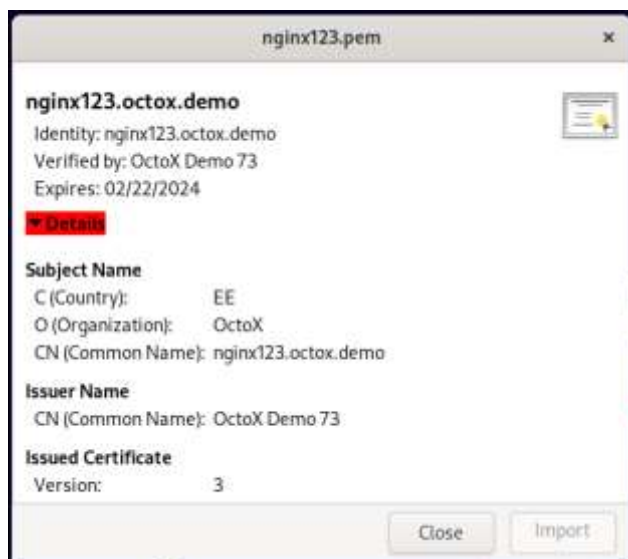 nginx123.pem
×
nginx123.octox.demo
Identity: nginx123.octox.demo
Verified by: OctoX Demo 73
Expires: 02/22/2024
Details
Subject Name
C (Country): EE
O (Organization): OctoX
CN (Common Name): nginx123.octox.demo
Issuer Name
CN (Common Name): OctoX Demo 73
Issued Certificate
Version: 3
Close Import